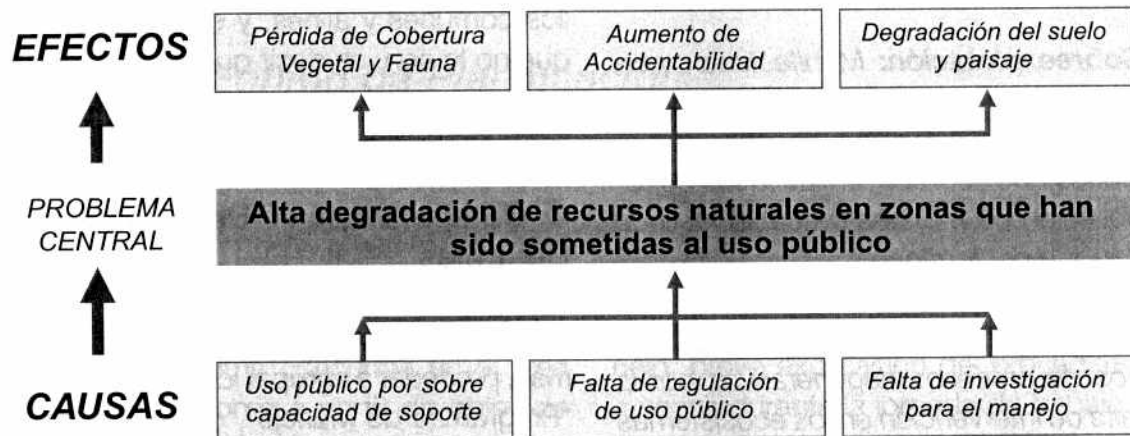 EFECTOS
Pérdida de Cobertura
Vegetal y Fauna
Aumento de
Accidentabilidad
Degradación del suelo
y paisaje
PROBLEMA
CENTRAL
Alta degradación de recursos naturales en zonas que han
sido sometidas al uso público
CAUSAS
Uso público por sobre
capacidad de soporte
Falta de regulación
de uso público
Falta de investigación
para el manejo